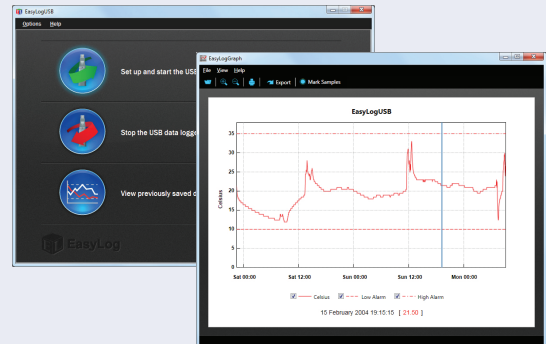 EasyLogUSB
Options Help
Set up and start the USB
Stop the USB data logge
View previously saved d
EasyLog
EasyLogGraph
File View Help
Export Mark Samples
EasyLogUSB
Celsius
35
30
25
20
15
10
5
0
Sat 00:00 Sat 12:00 Sun 00:00 Sun 12:00 Mon 00:00
Celsius Low Alarm High Alarm
15 February 2004 19:15:15 [ 21.50 ]